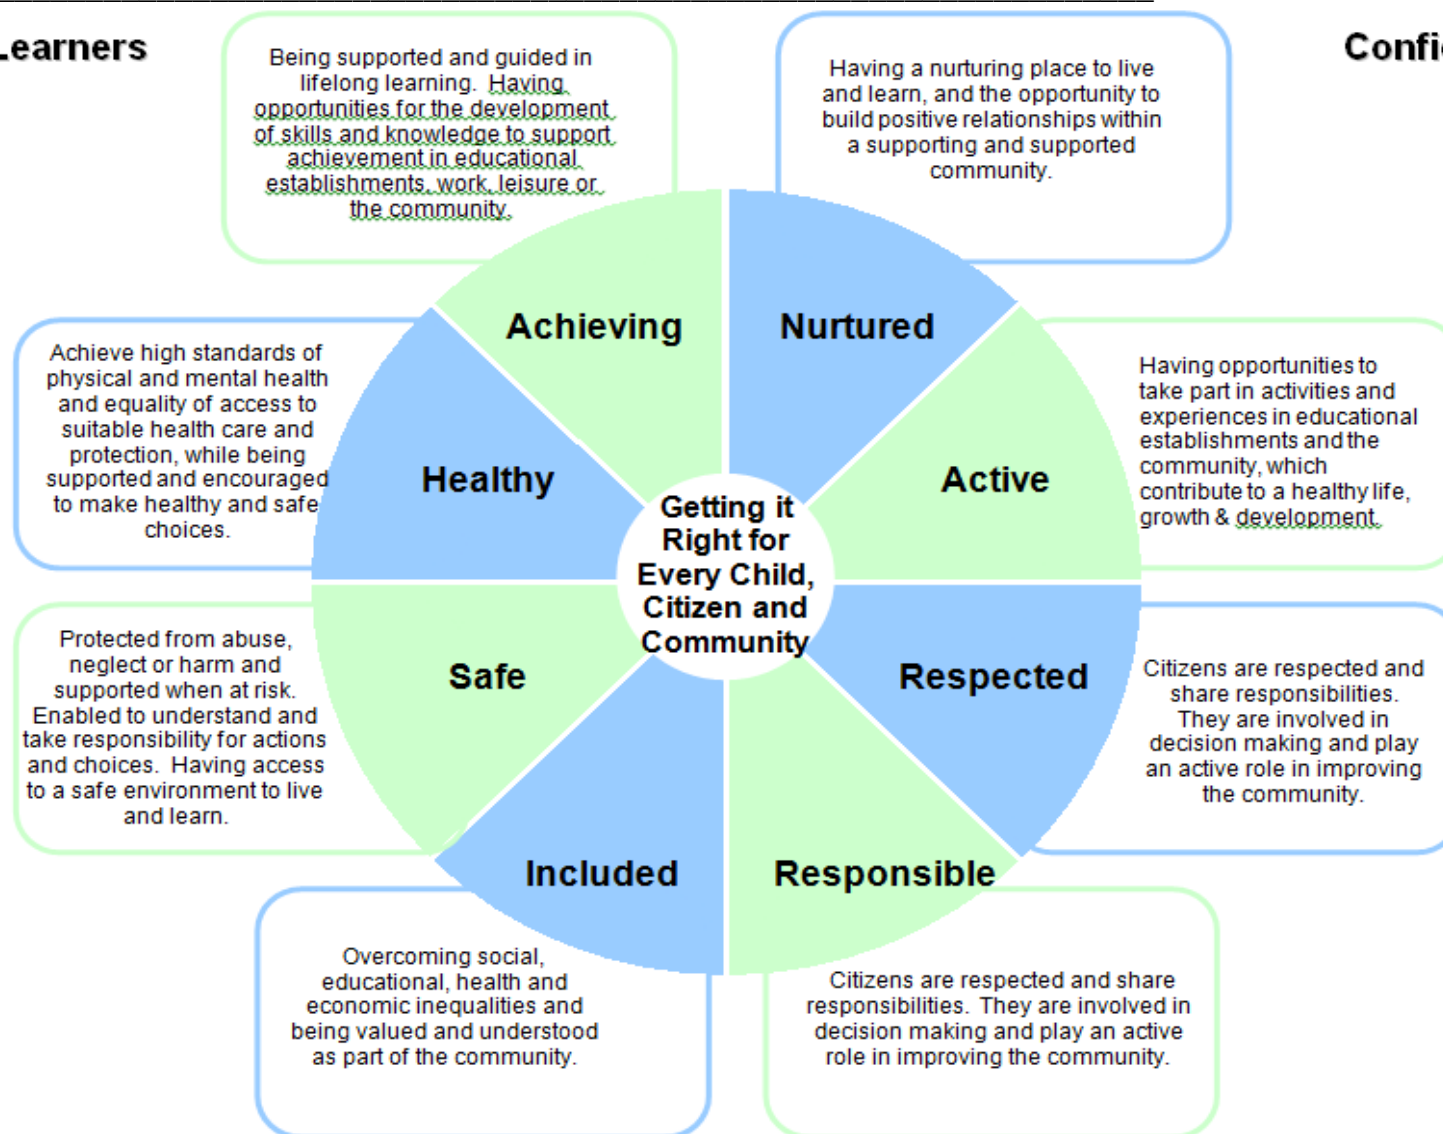 Learners
Being supported and guided in
lifelong learning. Having
opportunities for the development
of skills and knowledge to support
achievement in educational
establishments, work, leisure or
the community.
Having a nurturing place to live
and learn, and the opportunity to
build positive relationships within
a supporting and supported
community.
Achieving
Nurtured
Achieve high standards of
physical and mental health
and equality of access to
suitable health care and
protection, while being
supported and encouraged
to make healthy and safe
choices.
Healthy
Active
Having opportunities to
take part in activities and
experiences in educational
establishments and the
community, which
contribute to a healthy life,
growth & development.
Getting it
Right for
Every Child,
Citizen and
Community
Protected from abuse,
neglect or harm and
supported when at risk.
Enabled to understand and
take responsibility for actions
and choices. Having access
to a safe environment to live
and learn.
Safe
Respected
Citizens are respected and
share responsibilities.
They are involved in
decision making and play
an active role in improving
the community.
Included
Responsible
Overcoming social,
educational, health and
economic inequalities and
being valued and understood
as part of the community.
Citizens are respected and share
responsibilities. They are involved in
decision making and play an active
role in improving the community.